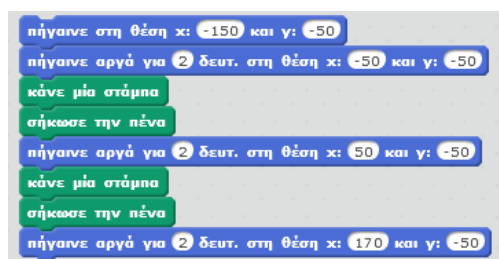 πήγαινε στη θέση x: -150 και y: -50
πήγαινε αργά για 2 δευτ. στη θέση x: -50 και y: -50
κάνε μία στάμπα
σήκωσε την πένα
πήγαινε αργά για 2 δευτ. στη θέση x: 50 και y: -50
κάνε μία στάμπα
σήκωσε την πένα
πήγαινε αργά για 2 δευτ. στη θέση x: 170 και y: -50